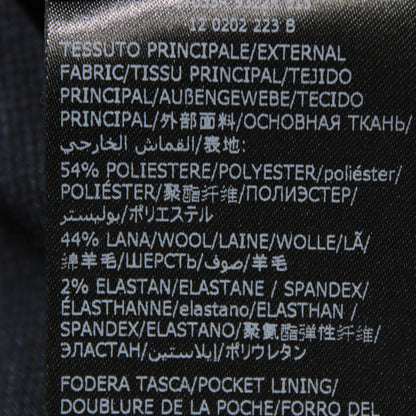 12 0202 223 B
TESSUTO PRINCIPALE/EXTERNAL
FABRIC/TISSU PRINCIPAL/TEJIDO
PRINCIPAL/AUßENGEWEBE/TECIDO
PRINCIPAL/外部面料/ОСНОВНАЯ ТКАНЬ/
القماش الخارجي/表地:
54% POLIESTERE/POLYESTER/poliéster/
POLIÉSTER/聚酯纤维/ПОЛИЭСТЕР/
بوليستر/ポリエステル
44% LANA/WOOL/LAINE/WOLLE/LÃ/
绵羊毛/ШЕРСТЬ/صوف/羊毛
2% ELASTAN/ELASTANE / SPANDEX/
ÉLASTHANNE/elastano/ELASTHAN /
SPANDEX/ELASTANO/聚氨酯弹性纤维/
ЭЛАСТАН/إيلاستين/ポリウレタン
FODERA TASCA/POCKET LINING/
DOUBLURE DE LA POCHE/FORRO DEL